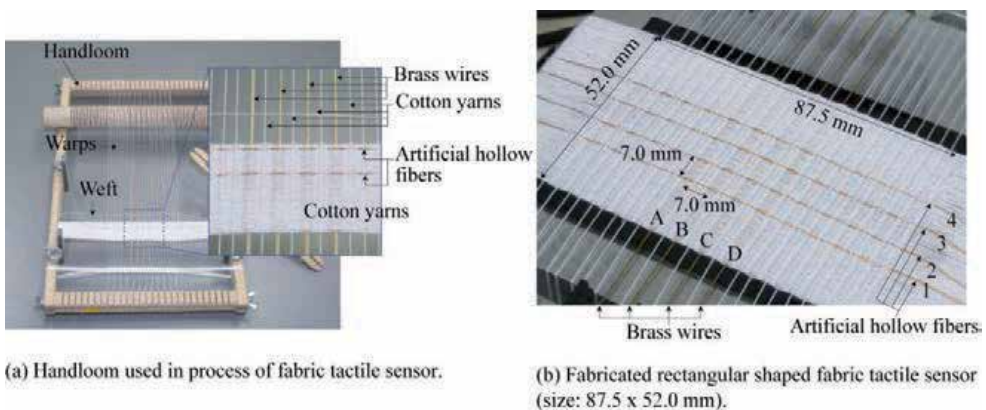 Handloom
Brass wires
Cotton yarns
Warps
Artificial hollow
fibers
Weft
Cotton yarns
52.0 mm
87.5 mm
7.0 mm
7.0 mm
A
B
C
D
4
3
2
1
Brass wires
Artificial hollow fibers
(a) Handloom used in process of fabric tactile sensor.
(b) Fabricated rectangular shaped fabric tactile sensor
(size: 87.5 x 52.0 mm).